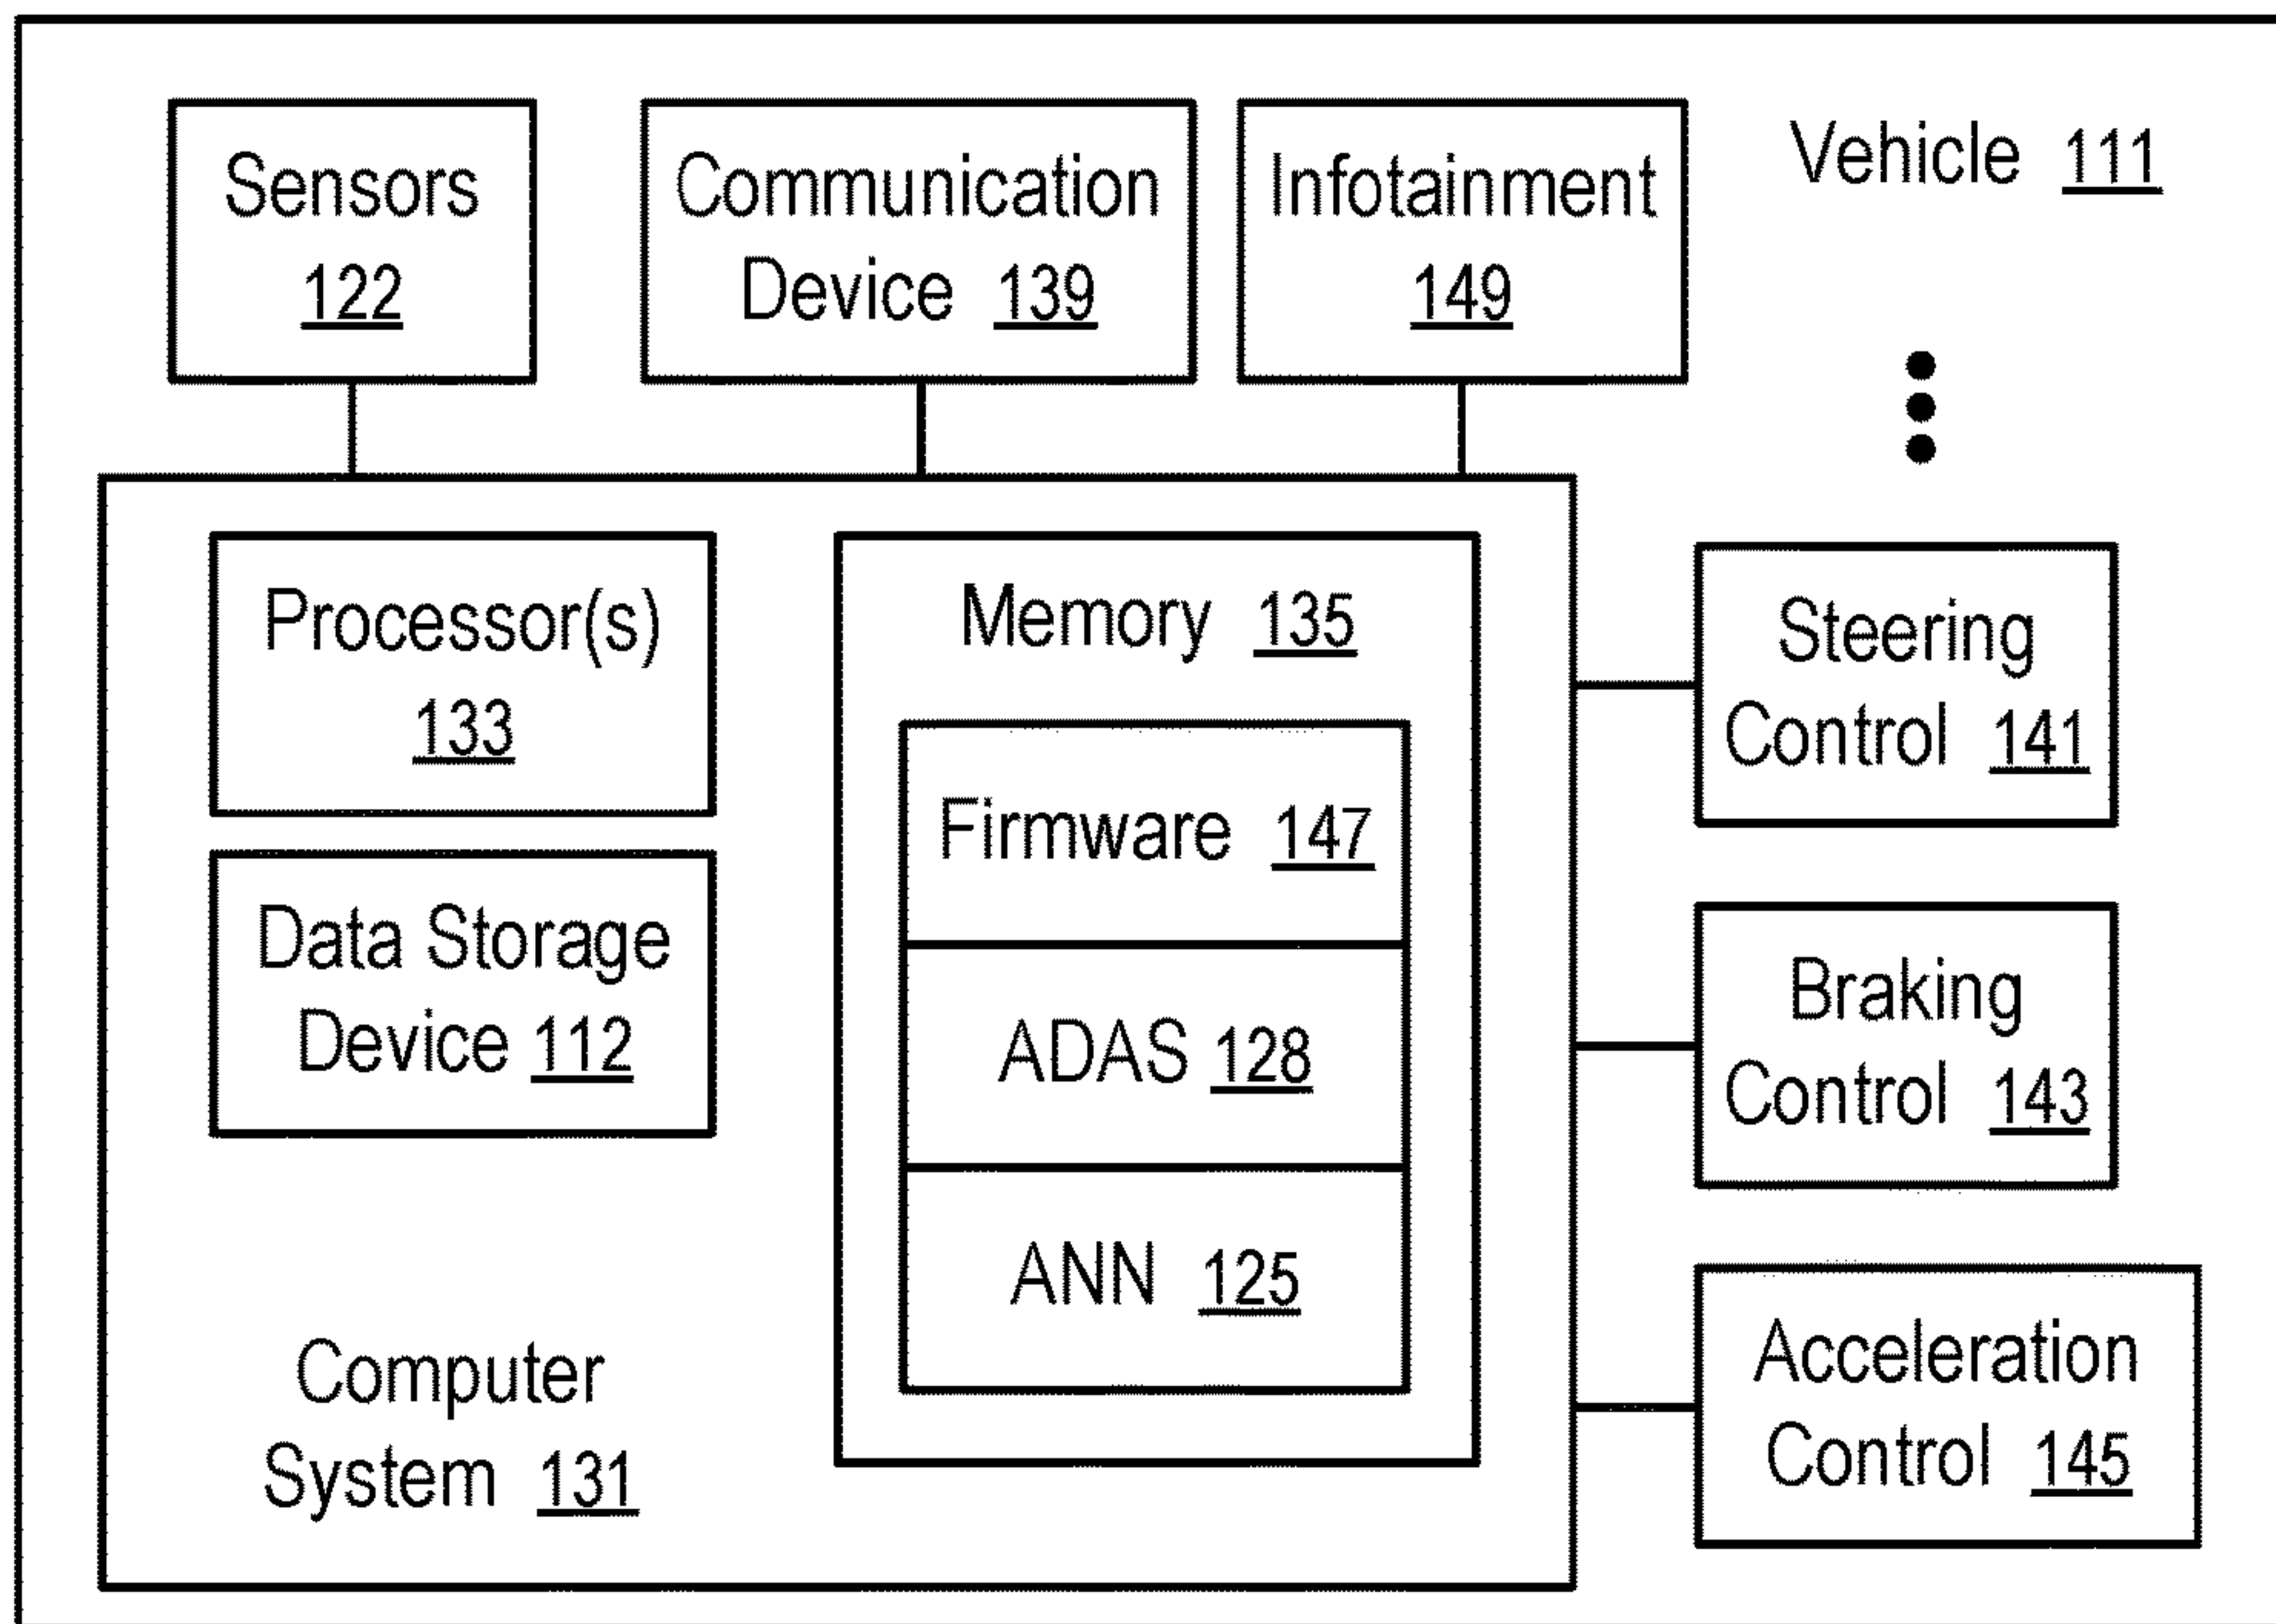 Sensors
122
Communication
Device 139
Infotainment
149
Vehicle 111
Processor(s)
133
Data Storage
Device 112
Computer
System 131
Memory 135
Firmware 147
ADAS 128
ANN 125
Steering
Control 141
Braking
Control 143
Acceleration
Control 145